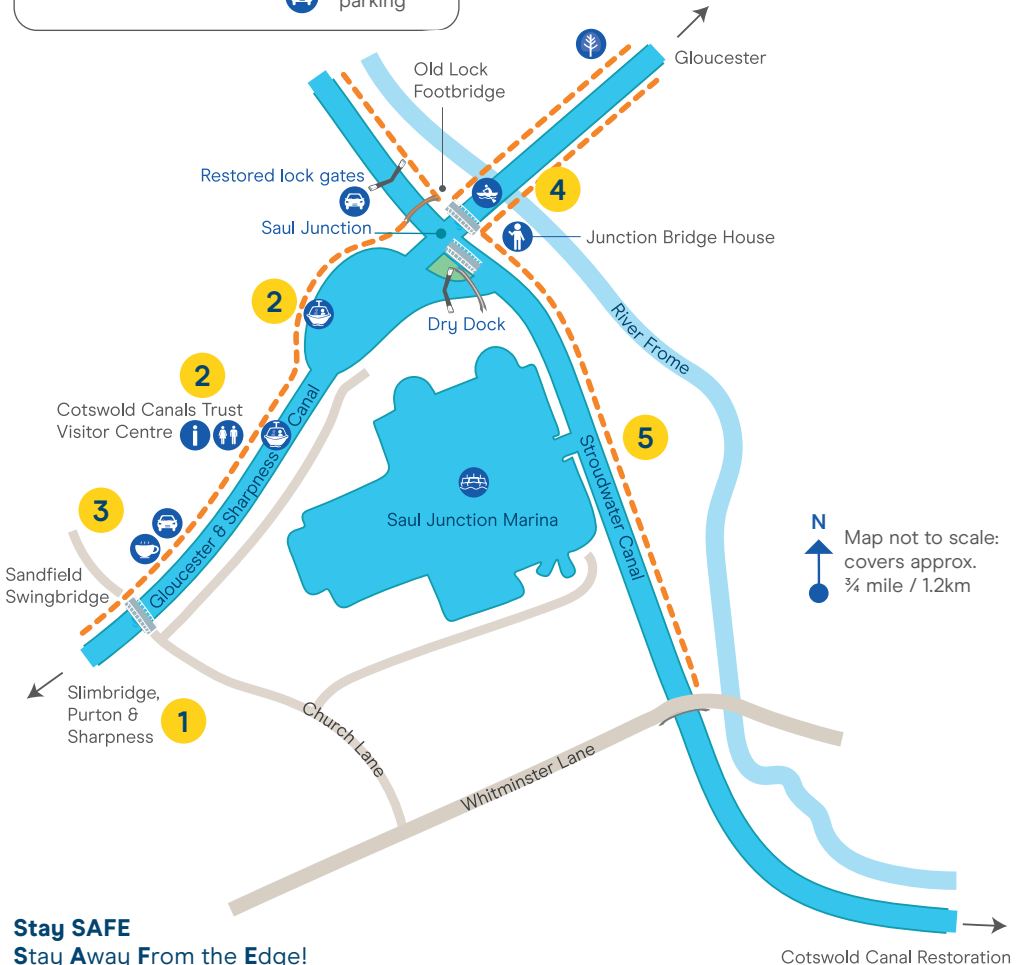 parking
Gloucester
Old Lock
Footbridge
Restored lock gates
Saul Junction
4
Junction Bridge House
2
Dry Dock
River Frome
2
Cotswold Canals Trust
Visitor Centre
i
Gloucester & Sharpness Canal
5
Stroudwater Canal
Saul Junction Marina
3
Sandfield
Swingbridge
N
Map not to scale:
covers approx.
¾ mile / 1.2km
Slimbridge,
Purton &
Sharpness
1
Church Lane
Whitminster Lane
Stay SAFE
Stay Away From the Edge!
Cotswold Canal Restoration